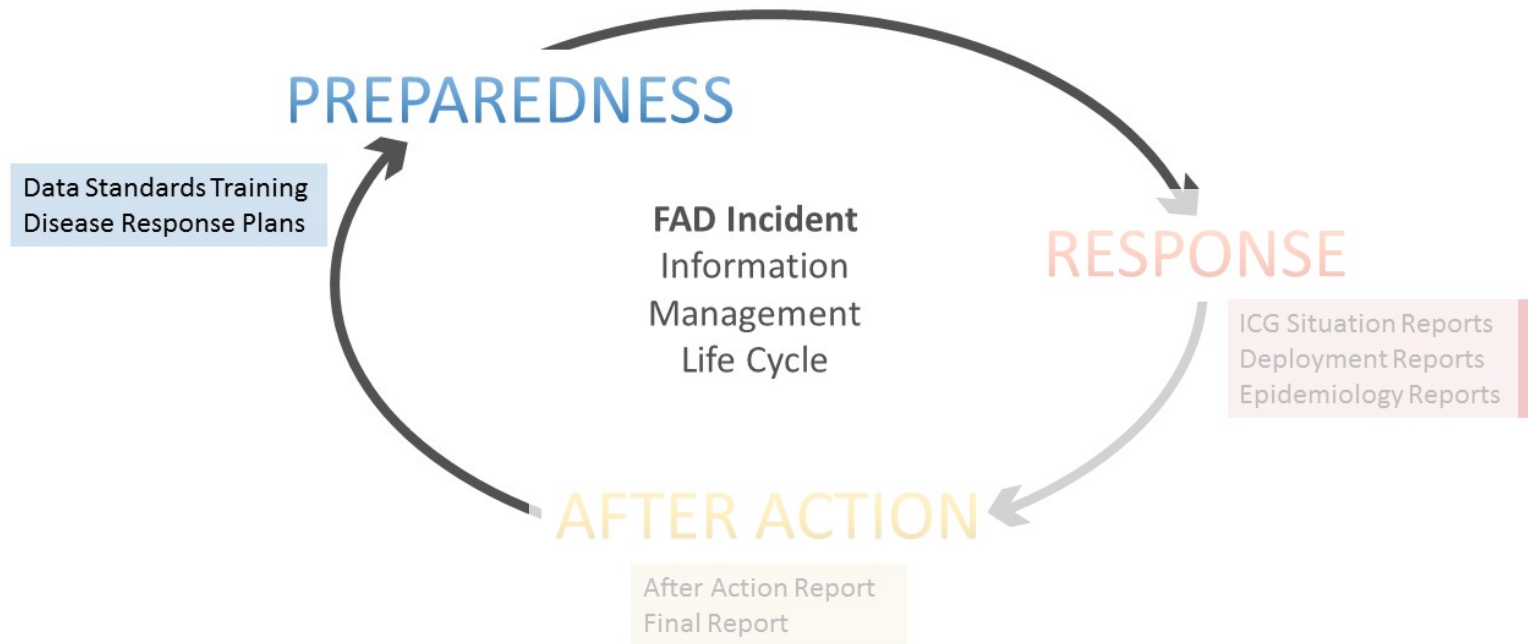 PREPAREDNESS
Data Standards Training
Disease Response Plans
FAD Incident
Information
Management
Life Cycle
RESPONSE
ICG Situation Reports
Deployment Reports
Epidemiology Reports
AFTER ACTION
After Action Report
Final Report